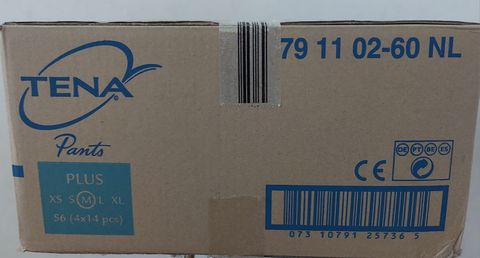 TENA
Pants
PLUS
XS S M L XL
56 (4x14 pcs)
79 11 02-60 NL
CE
DE PT BE ES
073 10791 25736 5